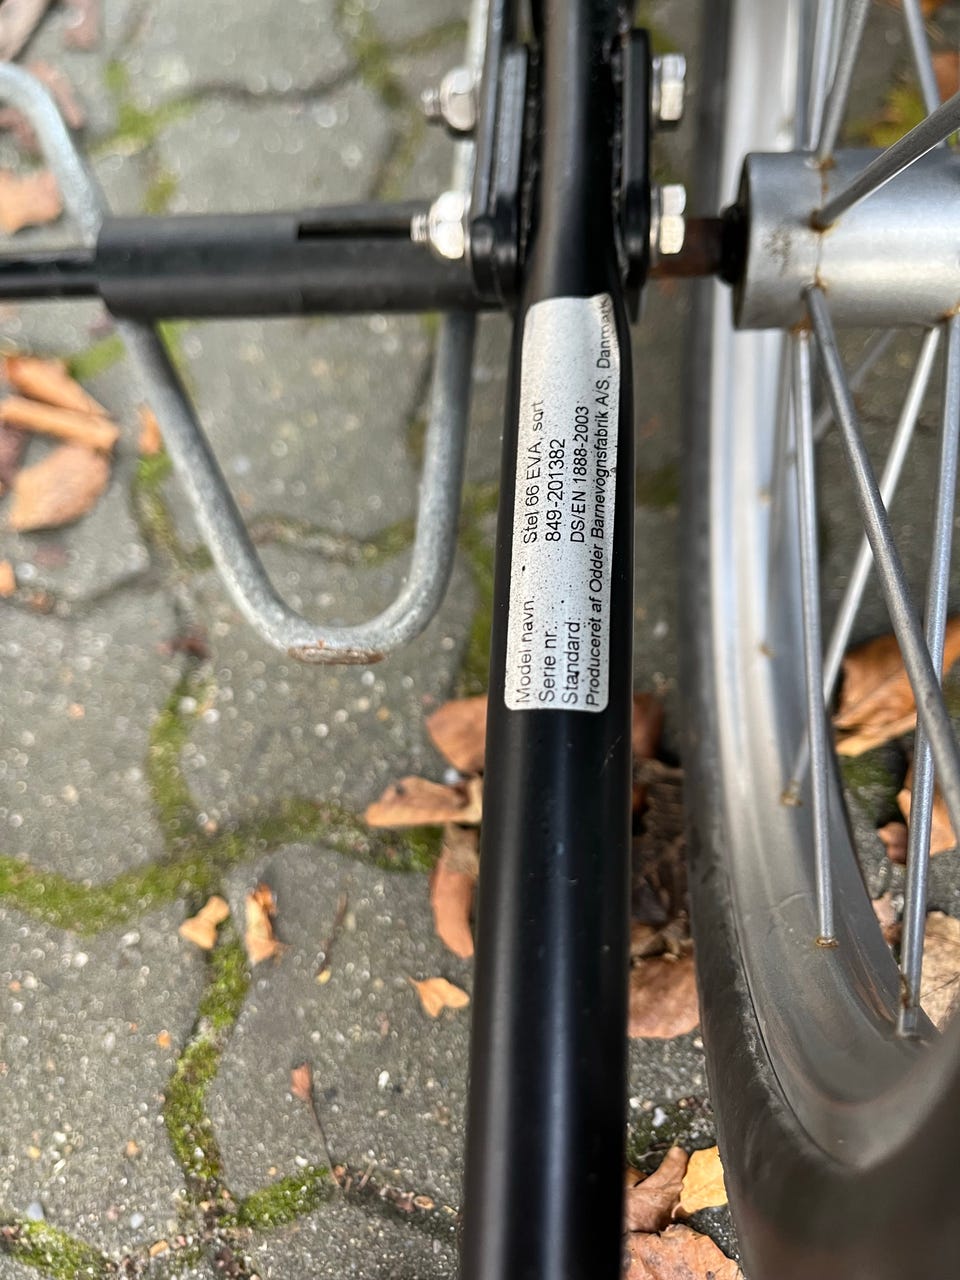 Model navn: Stel 66 EVA, sort
Serie nr.: 849-201382
Standard: DS/EN 1888-2003
Produceret af Odder Barnevognsfabrik A/S, Danmark